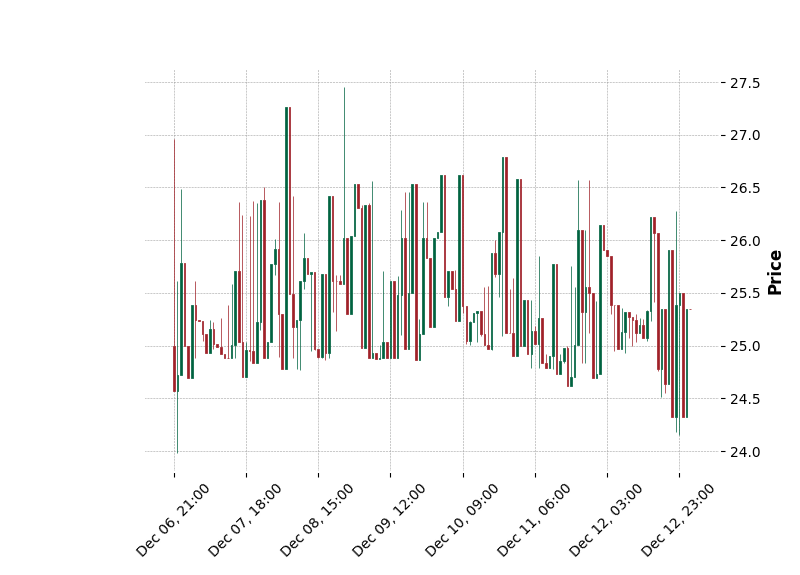 27.5
27.0
26.5
26.0
25.5
25.0
24.5
24.0
Price
Dec 06, 21:00
Dec 07, 18:00
Dec 08, 15:00
Dec 09, 12:00
Dec 10, 09:00
Dec 11, 06:00
Dec 12, 03:00
Dec 12, 23:00